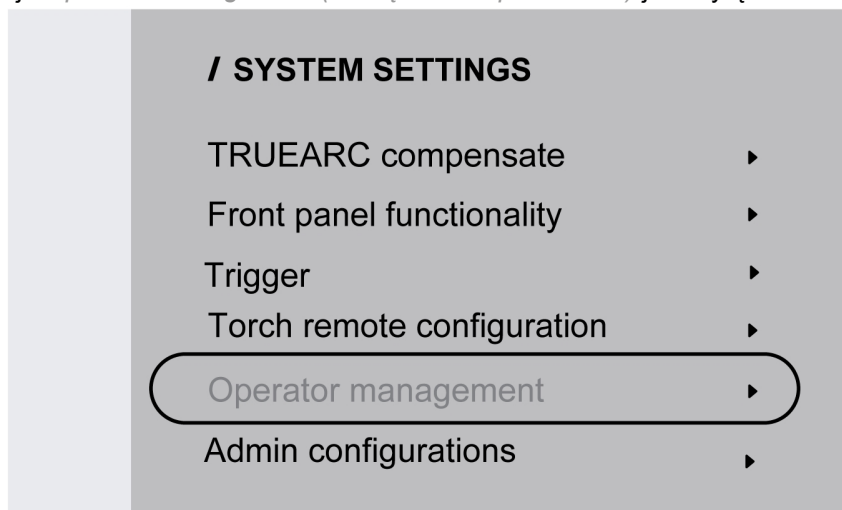 / SYSTEM SETTINGS
TRUEARC compensate
Front panel functionality
Trigger
Torch remote configuration
Operator management
Admin configurations